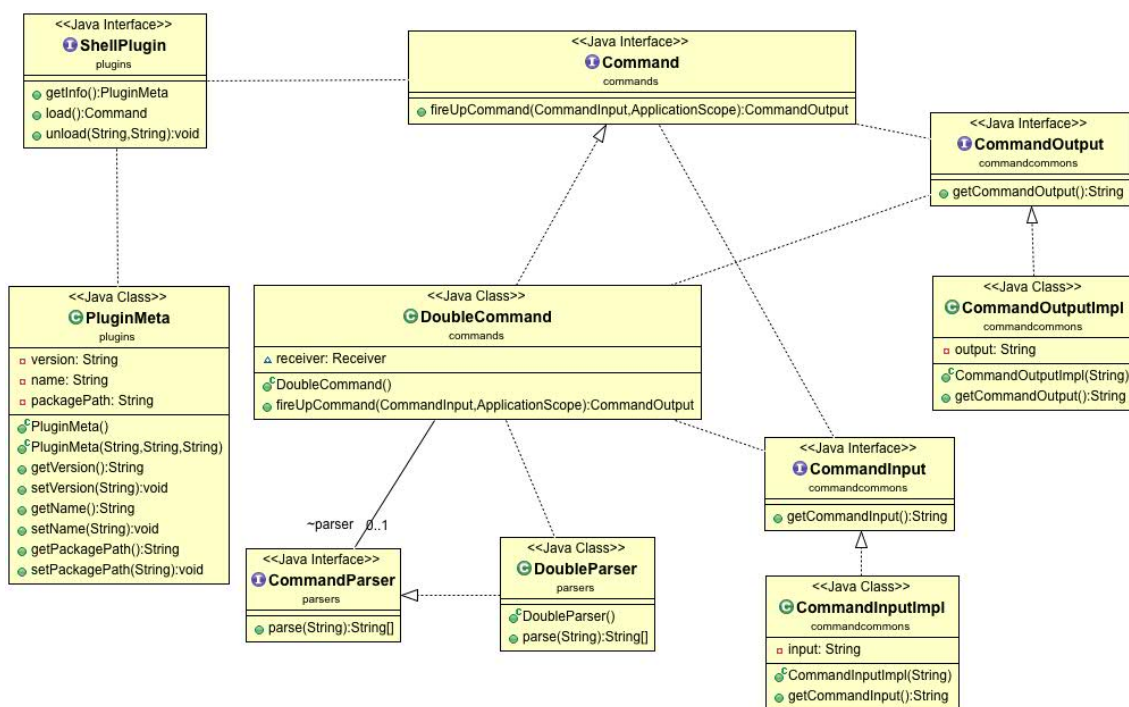 <<Java Interface>>
ShellPlugin
plugins
getInfo():PluginMeta
load():Command
unload(String,String):void
<<Java Interface>>
Command
commands
fireUpCommand(CommandInput,ApplicationScope):CommandOutput
<<Java Interface>>
CommandOutput
commandcommons
getCommandOutput():String
<<Java Class>>
PluginMeta
plugins
version: String
name: String
packagePath: String
PluginMeta()
PluginMeta(String,String,String)
getVersion():String
setVersion(String):void
getName():String
setName(String):void
getPackagePath():String
setPackagePath(String):void
<<Java Class>>
DoubleCommand
commands
receiver: Receiver
DoubleCommand()
fireUpCommand(CommandInput,ApplicationScope):CommandOutput
<<Java Class>>
CommandOutputImpl
commandcommons
output: String
CommandOutputImpl(String)
getCommandOutput():String
<<Java Interface>>
CommandInput
commandcommons
getCommandInput():String
~parser 0..1
<<Java Interface>>
CommandParser
parsers
parse(String):String[]
<<Java Class>>
DoubleParser
parsers
DoubleParser()
parse(String):String[]
<<Java Class>>
CommandInputImpl
commandcommons
input: String
CommandInputImpl(String)
getCommandInput():String